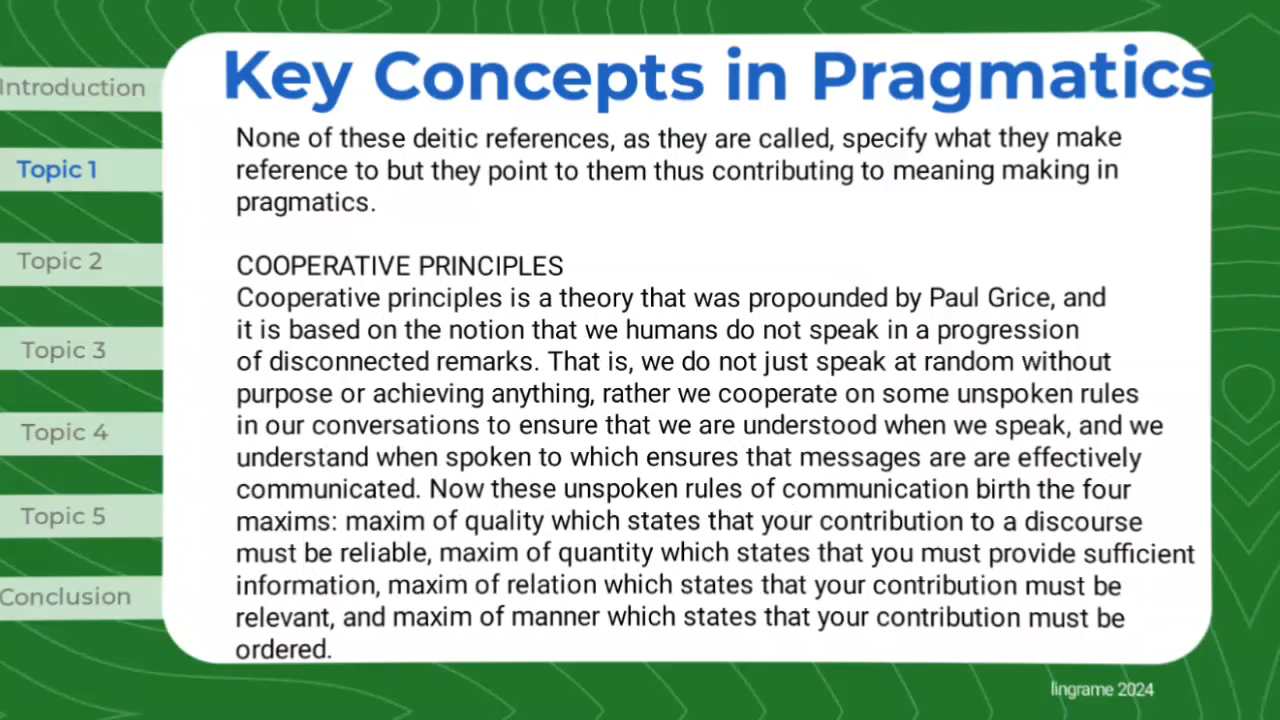 Key Concepts in Pragmatics
Introduction
Topic 1
Topic 2
Topic 3
Topic 4
Topic 5
Conclusion
None of these deitic references, as they are called, specify what they make
reference to but they point to them thus contributing to meaning making in
pragmatics.
COOPERATIVE PRINCIPLES
Cooperative principles is a theory that was propounded by Paul Grice, and
it is based on the notion that we humans do not speak in a progression
of disconnected remarks. That is, we do not just speak at random without
purpose or achieving anything, rather we cooperate on some unspoken rules
in our conversations to ensure that we are understood when we speak, and we
understand when spoken to which ensures that messages are are effectively
communicated. Now these unspoken rules of communication birth the four
maxims: maxim of quality which states that your contribution to a discourse
must be reliable, maxim of quantity which states that you must provide sufficient
information, maxim of relation which states that your contribution must be
relevant, and maxim of manner which states that your contribution must be
ordered.
lingrame 2024